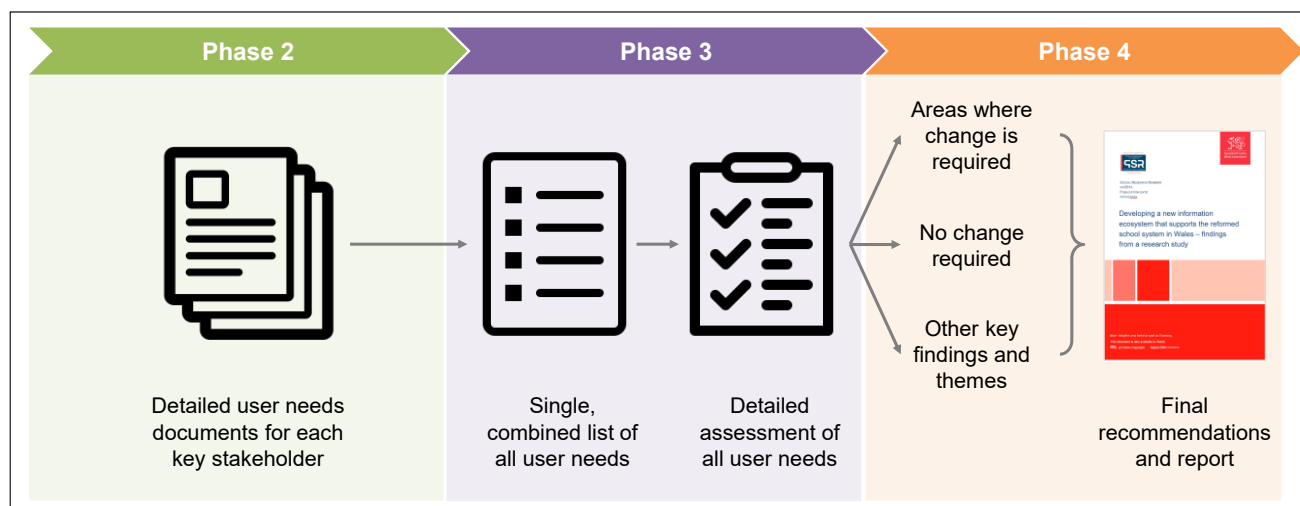 Phase 2
Phase 3
Phase 4
Detailed user needs
documents for each
key stakeholder
Single,
combined list of
all user needs
Detailed
assessment of
all user needs
Areas where
change is
required
No change
required
Other key
findings and
themes
GSR
Developing a new information
ecosystem that supports the reformed
school system in Wales – findings
from a research study
Final
recommendations
and report